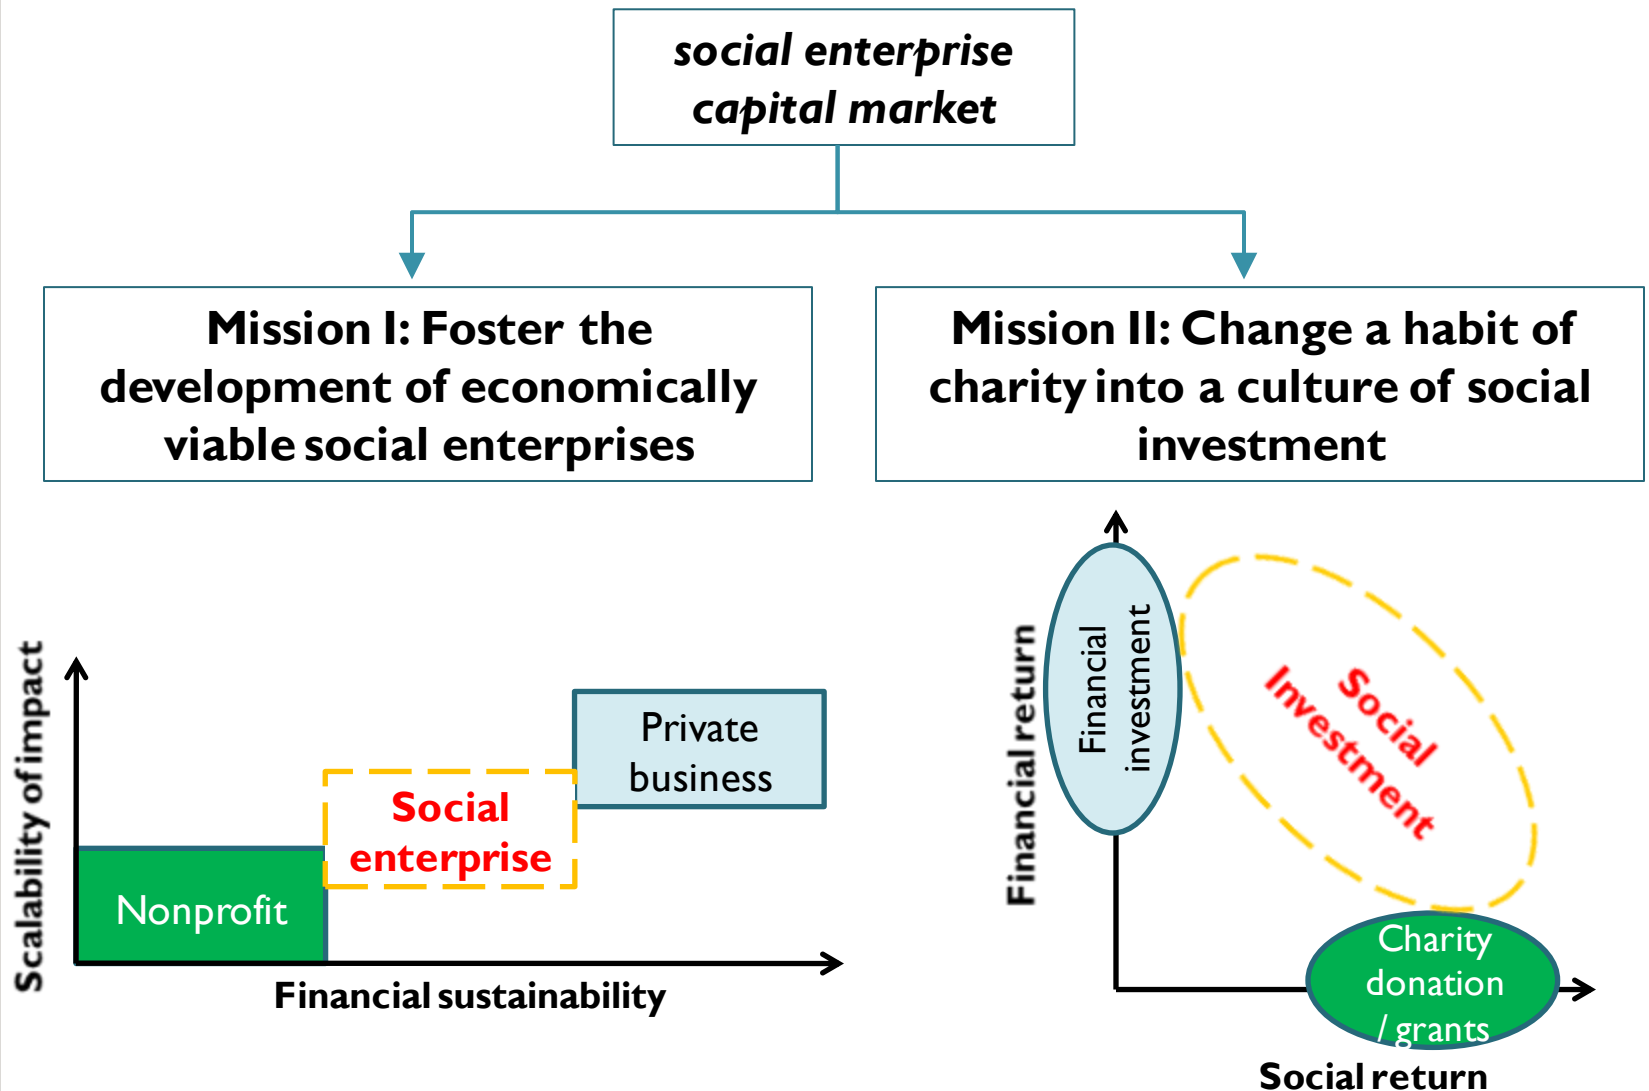 social enterprise
capital market
Mission I: Foster the
development of economically
viable social enterprises
Mission II: Change a habit of
charity into a culture of social
investment
Scalability of impact
Private
business
Social
enterprise
Nonprofit
Financial sustainability
Financial return
Financial
investment
Social
Investment
Charity
donation
/ grants
Social return